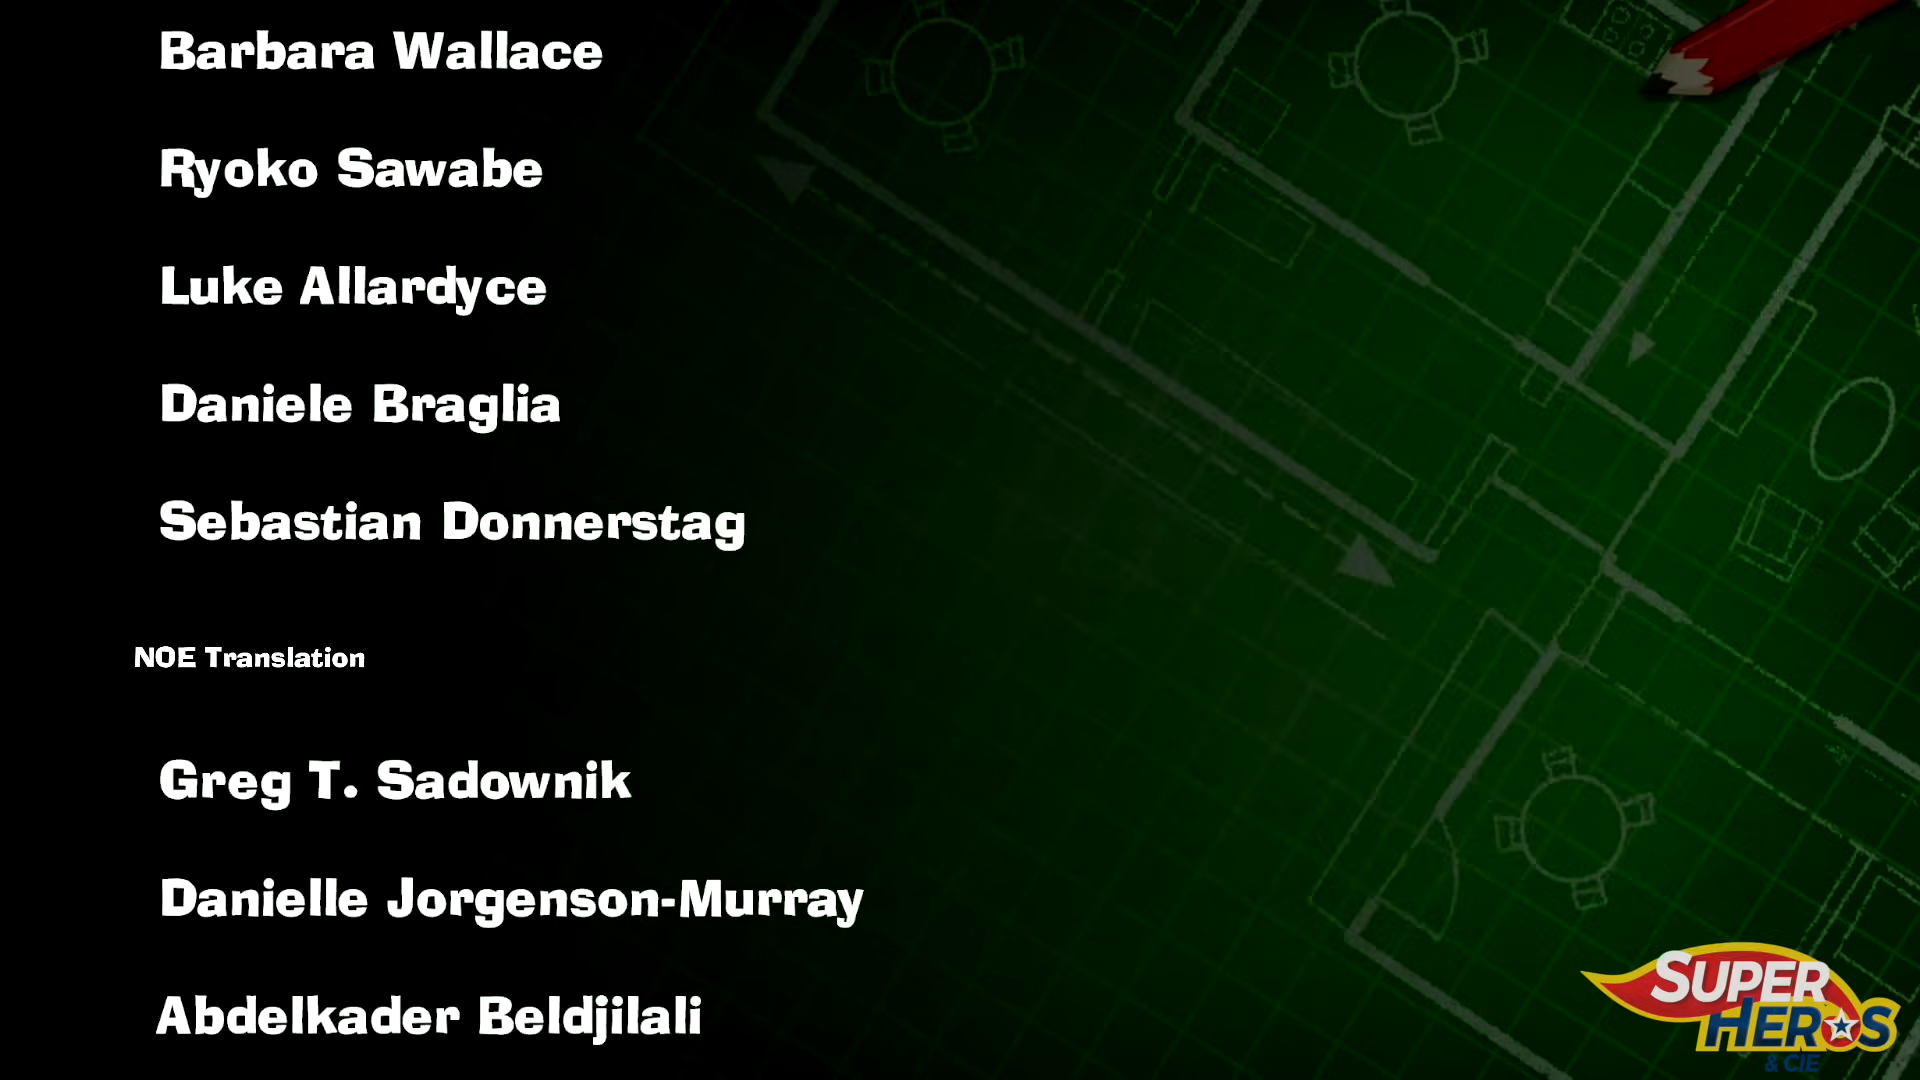 Barbara Wallace
Ryoko Sawabe
Luke Allardyce
Daniele Braglia
Sebastian Donnerstag
NOE Translation
Greg T. Sadownik
Danielle Jorgenson-Murray
Abdelkader Beldjilali
SUPER
HEROS
& CIE